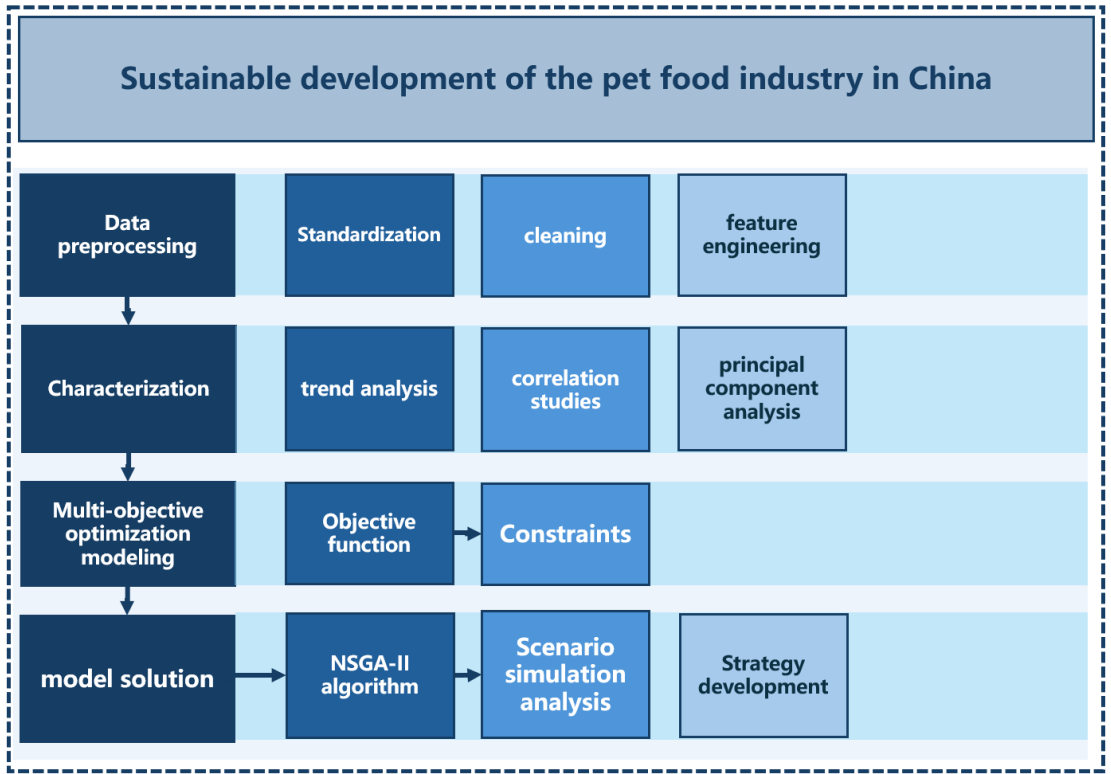 Sustainable development of the pet food industry in China
Data
preprocessing
Standardization
cleaning
feature
engineering
Characterization
trend analysis
correlation
studies
principal
component
analysis
Multi-objective
optimization
modeling
Objective
function
Constraints
model solution
NSGA-II
algorithm
Scenario
simulation
analysis
Strategy
development